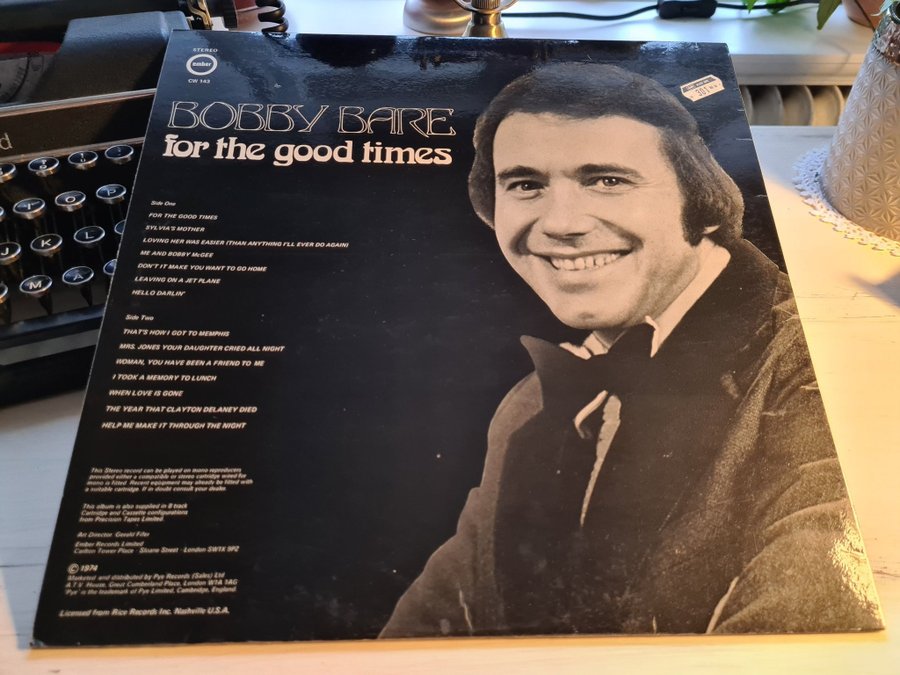 STEREO
ember
CW 143
BOBBY BARE
for the good times
Side One
FOR THE GOOD TIMES
SYLVIA'S MOTHER
LOVING HER WAS EASIER (THAN ANYTHING I'LL EVER DO AGAIN)
ME AND BOBBY McGEE
DON'T IT MAKE YOU WANT TO GO HOME
LEAVING ON A JET PLANE
HELLO DARLIN'
Side Two
THAT'S HOW I GOT TO MEMPHIS
MRS. JONES YOUR DAUGHTER CRIED ALL NIGHT
WOMAN, YOU HAVE BEEN A FRIEND TO ME
I TOOK A MEMORY TO LUNCH
WHEN LOVE IS GONE
THE YEAR THAT CLAYTON DELANEY DIED
HELP ME MAKE IT THROUGH THE NIGHT
This Stereo record can be played on mono reproducers
provided either a compatible or stereo cartridge wired for
mono is fitted. Recent equipment may already be fitted with
a suitable cartridge. If in doubt consult your dealer.
This album is also supplied in 8 track
Cartridge and Cassette configurations
from Precision Tapes Limited.
Art Director Gerald Fifer
Ember Records Limited
Carlton Tower Place · Sloane Street · London SW1X 9PZ
© 1974
Marketed and distributed by Pye Records (Sales) Ltd
A.T.V. House, Great Cumberland Place, London W1A 1AG
'Pye' is the trademark of Pye Limited, Cambridge, England.
Licensed from Rice Records Inc. Nashville U.S.A.
d
I O P
J K L
M A